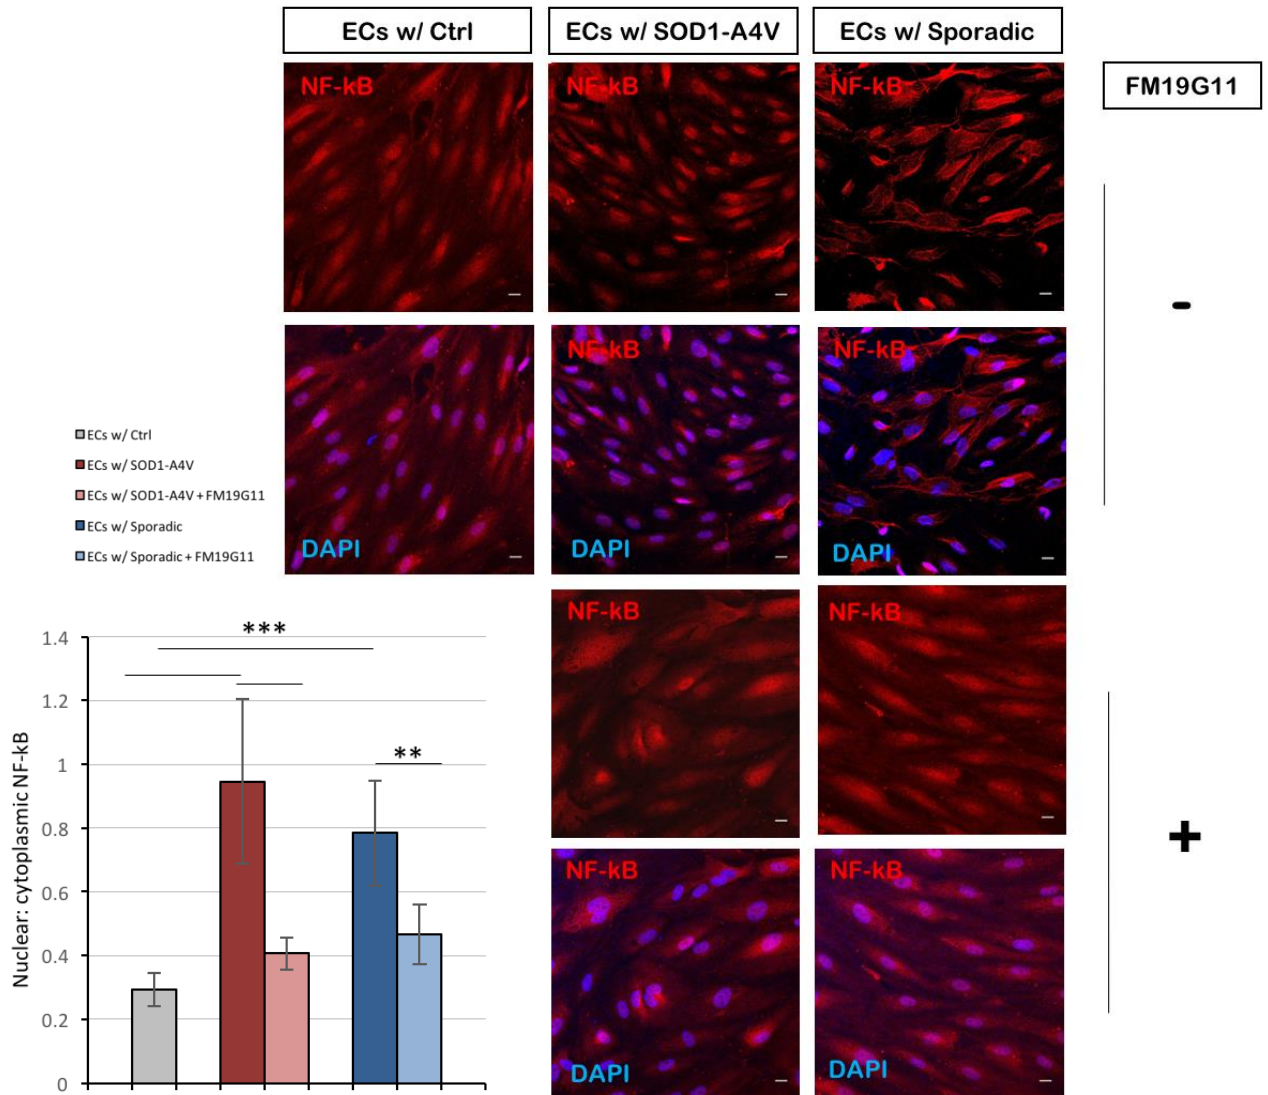 ECs w/ Ctrl
ECs w/ SOD1-A4V
ECs w/ Sporadic
FM19G11
NF-kB
NF-kB
NF-kB
-
NF-kB
NF-kB
DAPI
DAPI
DAPI
ECs w/ Ctrl
ECs w/ SOD1-A4V
ECs w/ SOD1-A4V + FM19G11
ECs w/ Sporadic
ECs w/ Sporadic + FM19G11
NF-kB
NF-kB
+
NF-kB
NF-kB
DAPI
DAPI
***
**
1.4
1.2
1
0.8
0.6
0.4
0.2
0
Nuclear: cytoplasmic NF-kB